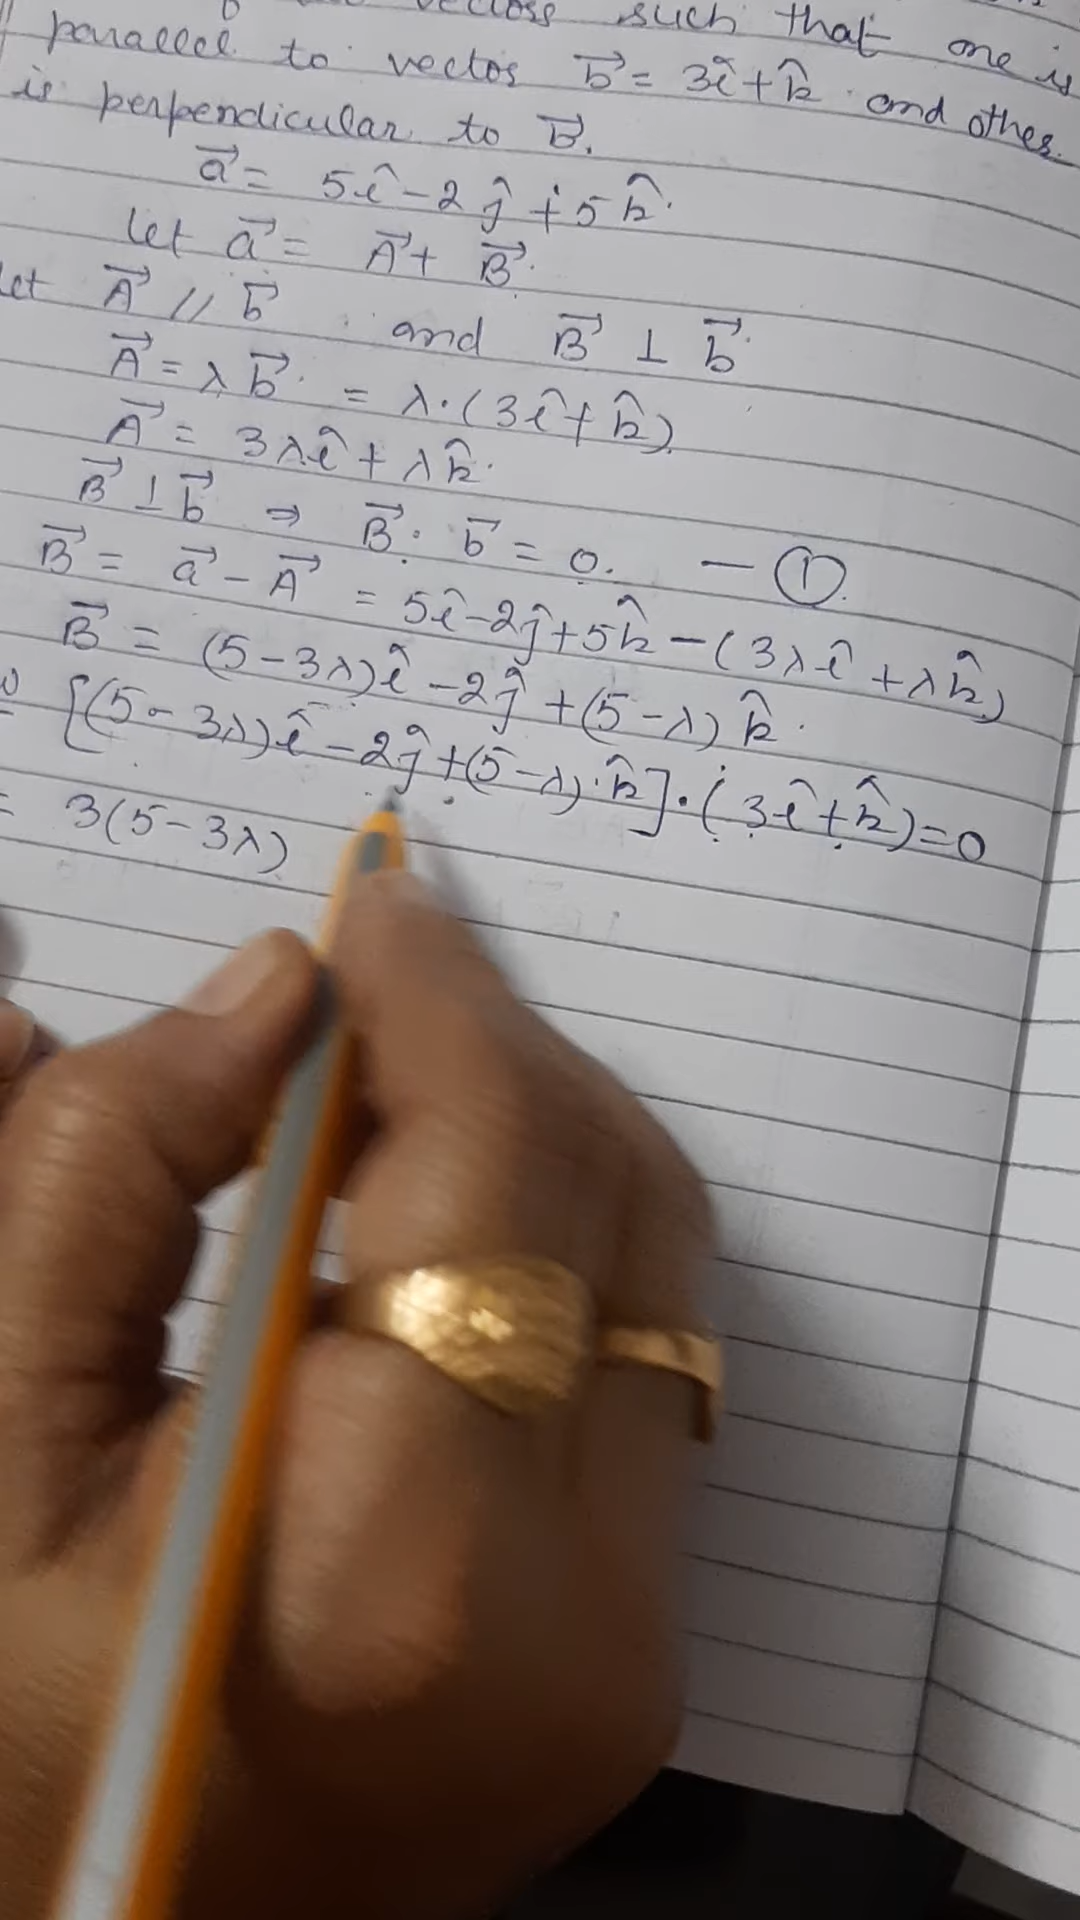 such that one is
parallel to vector b⃗ = 3î + k̂ and other
is perpendicular to b⃗.
a⃗ = 5î - 2ĵ + 5k̂.
Let a⃗ = A⃗ + B⃗.
Let A⃗ // b⃗ and B⃗ ⊥ b⃗.
A⃗ = λb⃗. = λ.(3î + k̂)
A⃗ = 3λî + λk̂.
B⃗ ⊥ b⃗ ⇒ B⃗. b⃗ = 0. — ①.
B⃗ = a⃗ - A⃗ = 5î - 2ĵ + 5k̂ - (3λî + λk̂)
B⃗ = (5 - 3λ)î - 2ĵ + (5 - λ)k̂.
[(5 - 3λ)î - 2ĵ + (5 - λ).k̂].(3î + k̂) = 0
= 3(5 - 3λ)